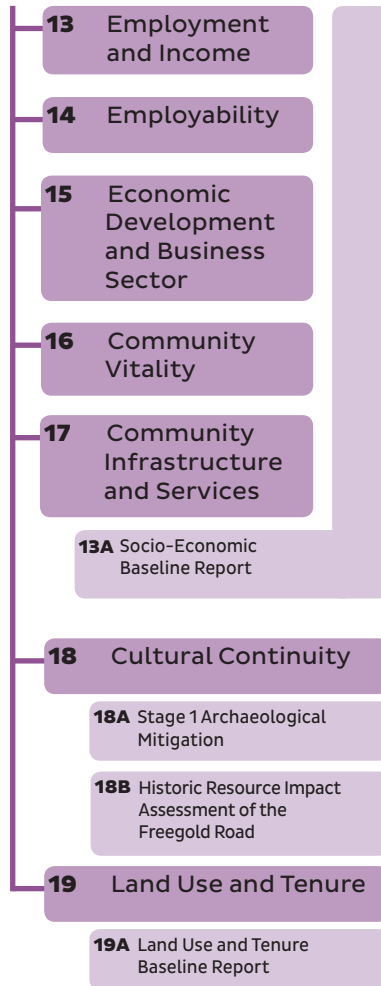 13 Employment
and Income
14 Employability
15 Economic
Development
and Business
Sector
16 Community
Vitality
17 Community
Infrastructure
and Services
13A Socio-Economic
Baseline Report
18 Cultural Continuity
18A Stage 1 Archaeological
Mitigation
18B Historic Resource Impact
Assessment of the
Freegold Road
19 Land Use and Tenure
19A Land Use and Tenure
Baseline Report